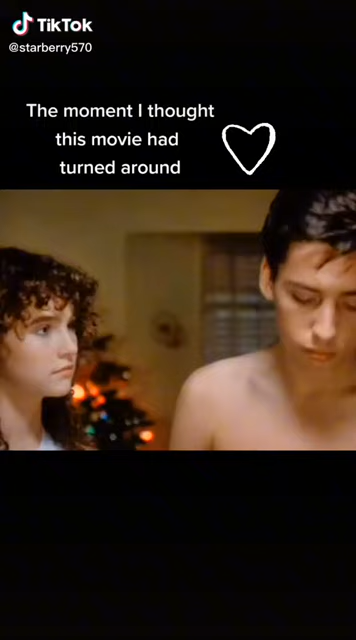 TikTok
@starberry570
The moment I thought
this movie had
turned around